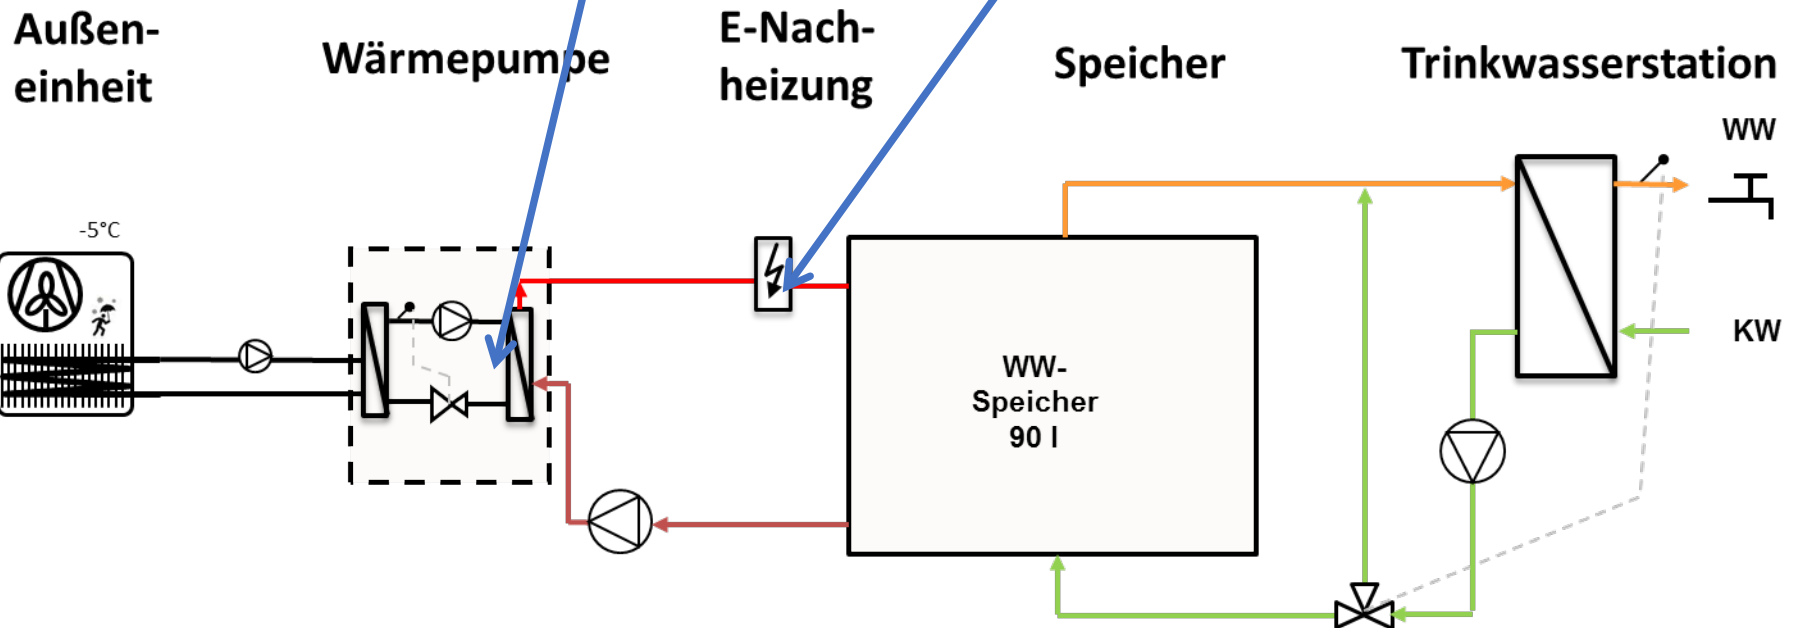 Außen-
einheit
Wärmepumpe
E-Nach-
heizung
Speicher
Trinkwasserstation
WW
-5°C
KW
WW-
Speicher
90 l